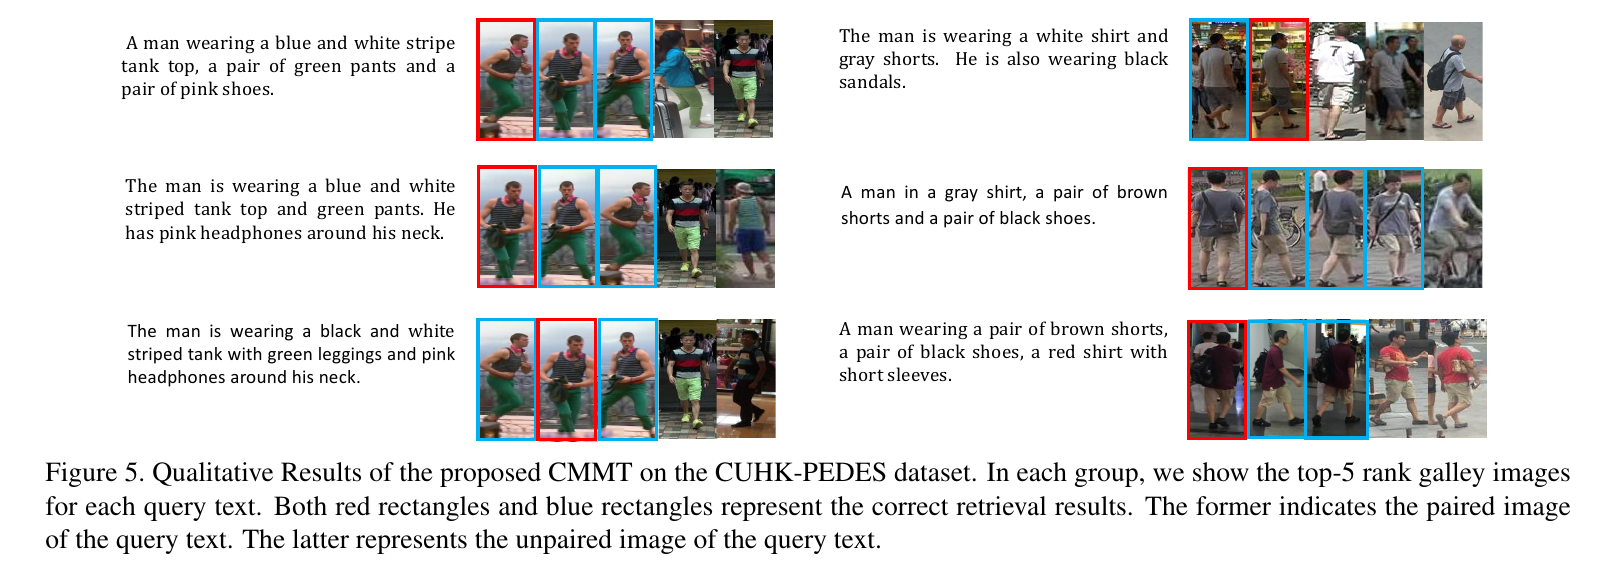 A man wearing a blue and white stripe
tank top, a pair of green pants and a
pair of pink shoes.
The man is wearing a white shirt and
gray shorts. He is also wearing black
sandals.
7
The man is wearing a blue and white
striped tank top and green pants. He
has pink headphones around his neck.
A man in a gray shirt, a pair of brown
shorts and a pair of black shoes.
The man is wearing a black and white
striped tank with green leggings and pink
headphones around his neck.
A man wearing a pair of brown shorts,
a pair of black shoes, a red shirt with
short sleeves.
Figure 5. Qualitative Results of the proposed CMMT on the CUHK-PEDES dataset. In each group, we show the top-5 rank galley images
for each query text. Both red rectangles and blue rectangles represent the correct retrieval results. The former indicates the paired image
of the query text. The latter represents the unpaired image of the query text.